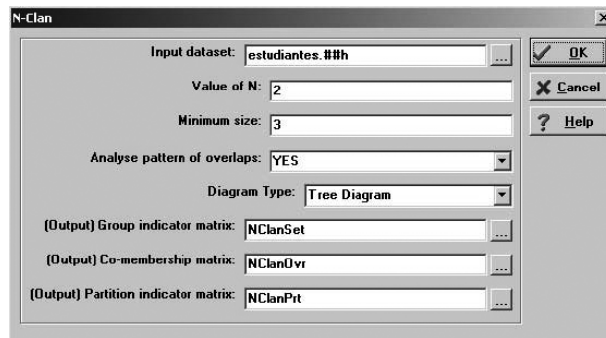 N-Clan
Input dataset: estudiantes.##h ...
Value of N: 2
Minimum size: 3
Analyse pattern of overlaps: YES
Diagram Type: Tree Diagram
(Output) Group indicator matrix: NClanSet ...
(Output) Co-membership matrix: NClanOvr ...
(Output) Partition indicator matrix: NClanPrt ...
OK
Cancel
? Help